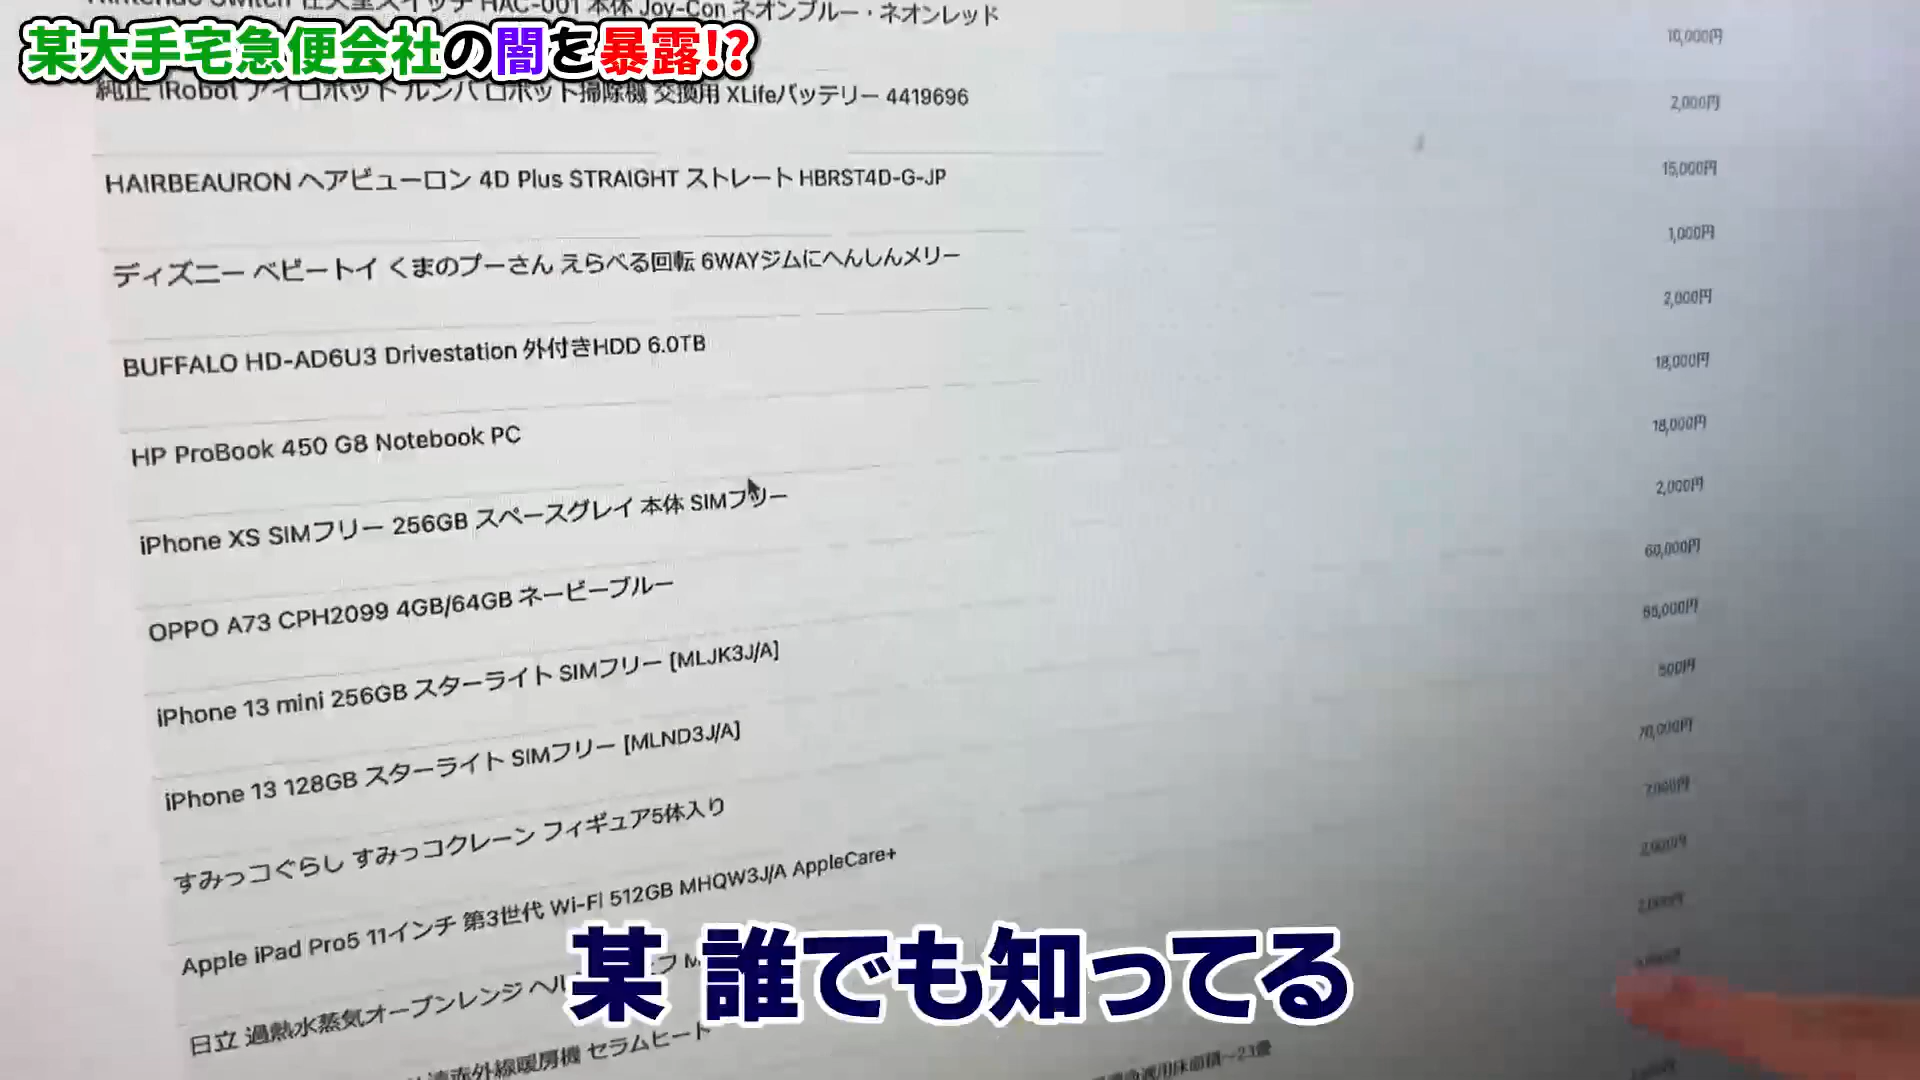 某大手宅急便会社の闇を暴露!?
10,000円
純正 iRobot アイロボット ルンバ ロボット掃除機 交換用 XLifeバッテリー 4419696
2,000円
HAIRBEAURON ヘアビューロン 4D Plus STRAIGHT ストレート HBRST4D-G-JP
15,000円
ディズニー ベビートイ くまのプーさん えらべる回転 6WAYジムにへんしんメリー
1,000円
BUFFALO HD-AD6U3 Drivestation 外付きHDD 6.0TB
2,000円
HP ProBook 450 G8 Notebook PC
18,000円
iPhone XS SIMフリー 256GB スペースグレイ 本体 SIMフリー
18,000円
OPPO A73 CPH2099 4GB/64GB ネービーブルー
2,000円
iPhone 13 mini 256GB スターライト SIMフリー [MLJK3J/A]
60,000円
iPhone 13 128GB スターライト SIMフリー [MLND3J/A]
すみっコぐらし すみっコクレーン フィギュア5体入り
500円
Apple iPad Pro5 11インチ 第3世代 Wi-Fi 512GB MHQW3J/A AppleCare+
70,000円
日立 過熱水蒸気オーブンレンジ ヘル
遠赤外線暖房機 セラムヒート
某 誰でも知ってる